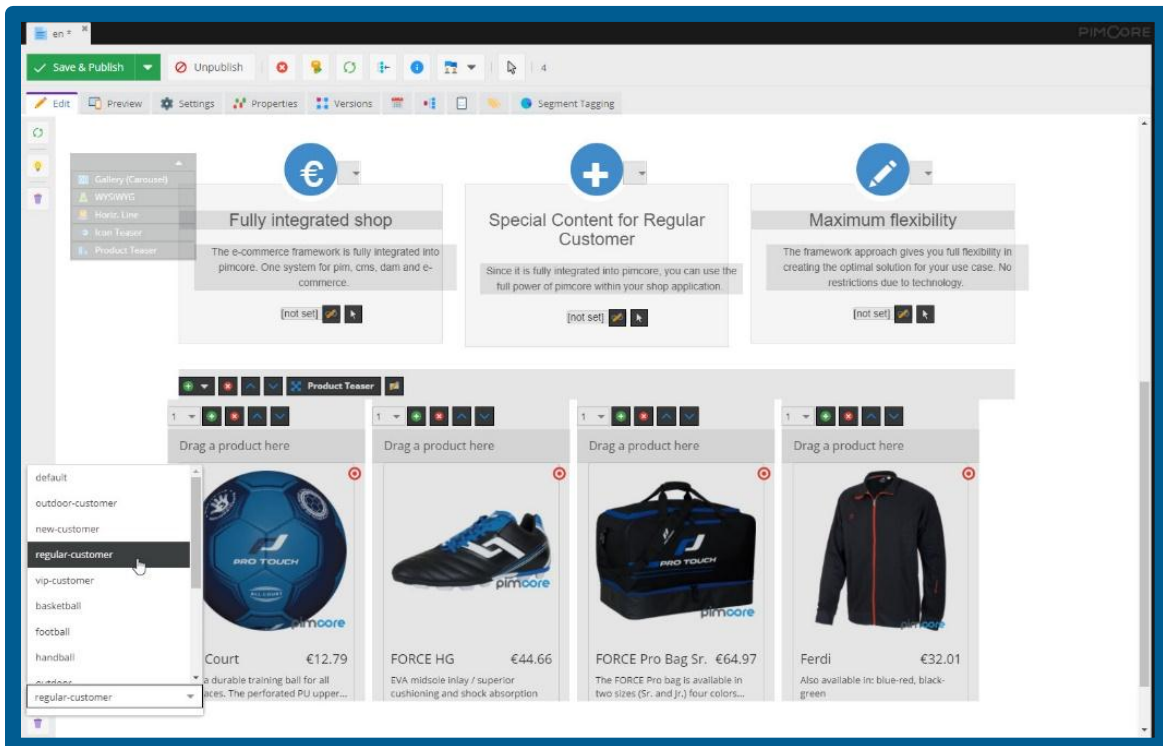 en *
PIMCORE
Save & Publish
Unpublish
4
Edit
Preview
Settings
Properties
Versions
Segment Tagging
Gallery (Carousel)
WYSIWYG
Horiz. Line
Icon Teaser
Product Teaser
€
Fully integrated shop
The e-commerce framework is fully integrated into
pimcore. One system for pim, cms, dam and e-
commerce.
[not set]
Special Content for Regular
Customer
Since it is fully integrated into pimcore, you can use the
full power of pimcore within your shop application.
[not set]
Maximum flexibility
The framework approach gives you full flexibility in
creating the optimal solution for your use case. No
restrictions due to technology.
[not set]
Product Teaser
1
1
1
1
Drag a product here
Drag a product here
Drag a product here
Drag a product here
default
outdoor-customer
new-customer
regular-customer
vip-customer
basketball
football
handball
outdoor
regular-customer
PRO TOUCH
ALL COURT
pimcore
Court €12.79
a durable training ball for all
aces. The perforated PU upper...
pimcore
FORCE HG €44.66
EVA midsole inlay / superior
cushioning and shock absorption
PRO TOUCH
pimcore
FORCE Pro Bag Sr. €64.97
The FORCE Pro bag is available in
two sizes (Sr. and Jr.) four colors...
pimcore
Ferdi €32.01
Also available in: blue-red, black-
green